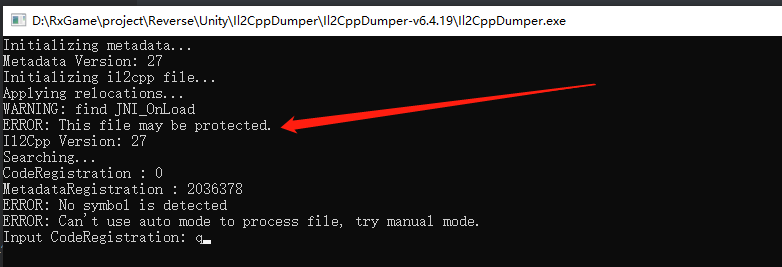 D:\RxGame\project\Reverse\Unity\Il2CppDumper\Il2CppDumper-v6.4.19\Il2CppDumper.exe
Initializing metadata...
Metadata Version: 27
Initializing il2cpp file...
Applying relocations...
WARNING: find JNI_OnLoad
ERROR: This file may be protected.
Il2Cpp Version: 27
Searching...
CodeRegistration : 0
MetadataRegistration : 2036378
ERROR: No symbol is detected
ERROR: Can't use auto mode to process file, try manual mode.
Input CodeRegistration: q_